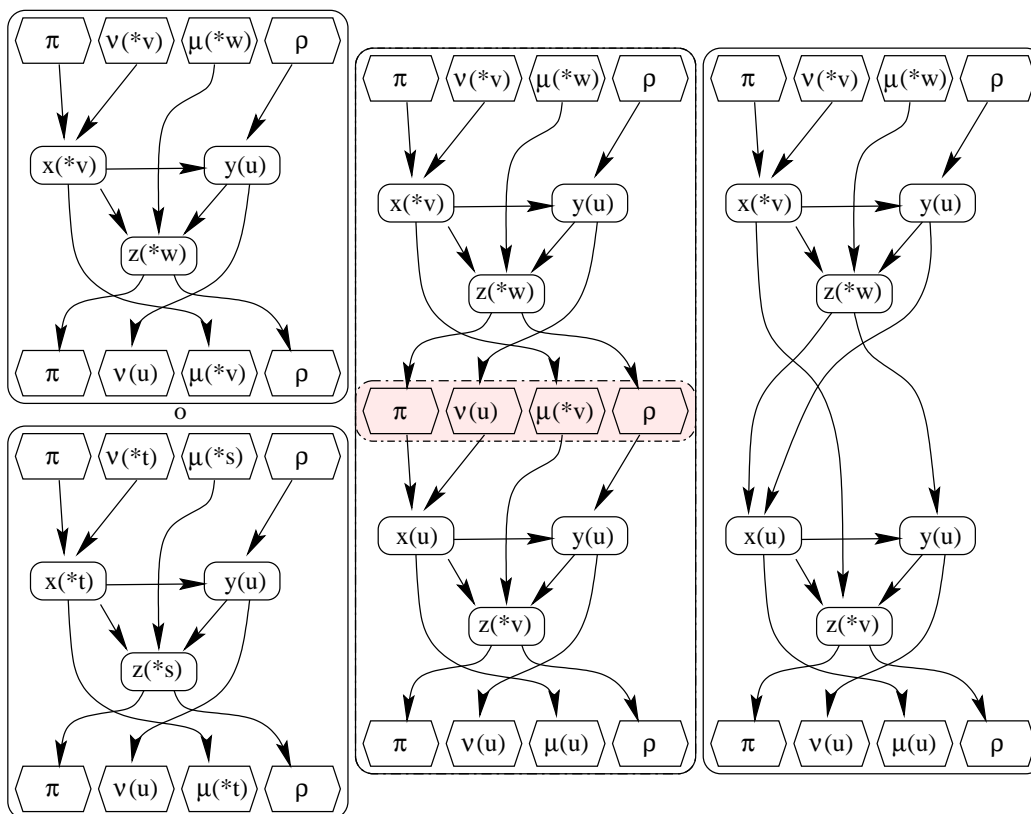 π ν(*v) μ(*w) ρ
x(*v) y(u)
z(*w)
π ν(u) μ(*v) ρ
o
π ν(*t) μ(*s) ρ
x(*t) y(u)
z(*s)
π ν(u) μ(*t) ρ
π ν(*v) μ(*w) ρ
x(*v) y(u)
z(*w)
π ν(u) μ(*v) ρ
x(u) y(u)
z(*v)
π ν(u) μ(u) ρ
π ν(*v) μ(*w) ρ
x(*v) y(u)
z(*w)
x(u) y(u)
z(*v)
π ν(u) μ(u) ρ